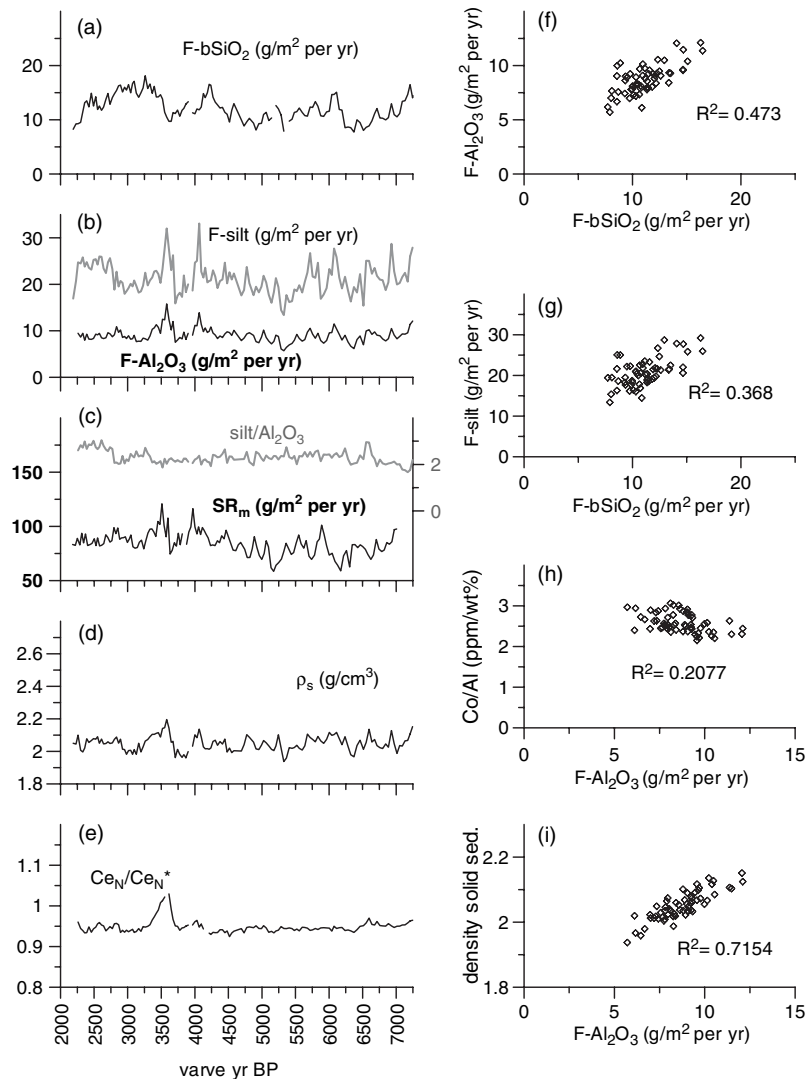 (a)
F-bSiO₂ (g/m² per yr)
20
10
0
(b)
F-silt (g/m² per yr)
30
20
10
0
F-Al₂O₃ (g/m² per yr)
(c)
silt/Al₂O₃
150
100
50
2
0
SRₘ (g/m² per yr)
(d)
ρₛ (g/cm³)
2.6
2.4
2.2
2
1.8
(e)
Ce_N/Ce_N*
1.1
1
0.9
0.8
2000
2500
3000
3500
4000
4500
5000
5500
6000
6500
7000
varve yr BP
(f)
F-Al₂O₃ (g/m² per yr)
15
10
5
0
R²= 0.473
0 10 20
F-bSiO₂ (g/m² per yr)
(g)
F-silt (g/m² per yr)
40
30
20
10
0
R²= 0.368
0 10 20
F-bSiO₂ (g/m² per yr)
(h)
Co/Al (ppm/wt%)
3
2
1
0
R²= 0.2077
0 5 10 15
F-Al₂O₃ (g/m² per yr)
(i)
density solid sed.
2.2
2
1.8
R²= 0.7154
0 5 10 15
F-Al₂O₃ (g/m² per yr)